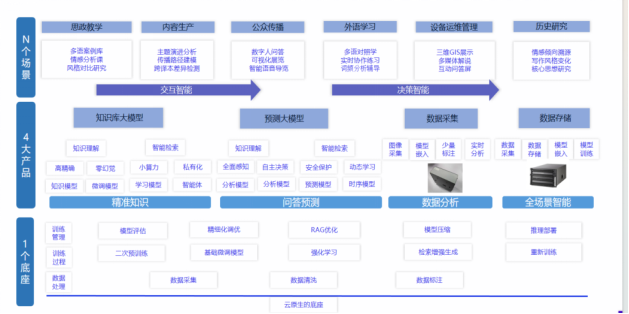 N个场景
思政教学
内容生产
公众传播
外语学习
设备运维管理
历史研究
多语案例库
情感分析课
风格对比研究
主题演进分析
传播路径建模
跨译本差异检测
数字人问答
可视化展览
智能语音导览
多语对照学
实时协作练习
词频分析辅导
三维GIS展示
多媒体解说
互动问答屏
情感倾向溯源
写作风格变化
核心思想研究
交互智能
决策智能
4大产品
知识库大模型
预测大模型
数据采集
数据存储
知识理解
智能检索
知识理解
智能检索
图像采集
模型嵌入
少量标注
实时分析
数据采集
数据存储
模型嵌入
模型训练
高精确
零幻觉
小算力
私有化
全面感知
自主决策
安全保护
动态学习
知识模型
微调模型
学习模型
智能体
分析模型
分析模型
预测模型
时序模型
精准知识
问答预测
数据分析
全场景智能
1个底座
训练管理
模型评估
精细化调优
RAG优化
模型压缩
推理部署
训练过程
二次预训练
基础微调模型
强化学习
检索增强生成
重新训练
数据处理
数据采集
数据清洗
数据标注
云原生的底座